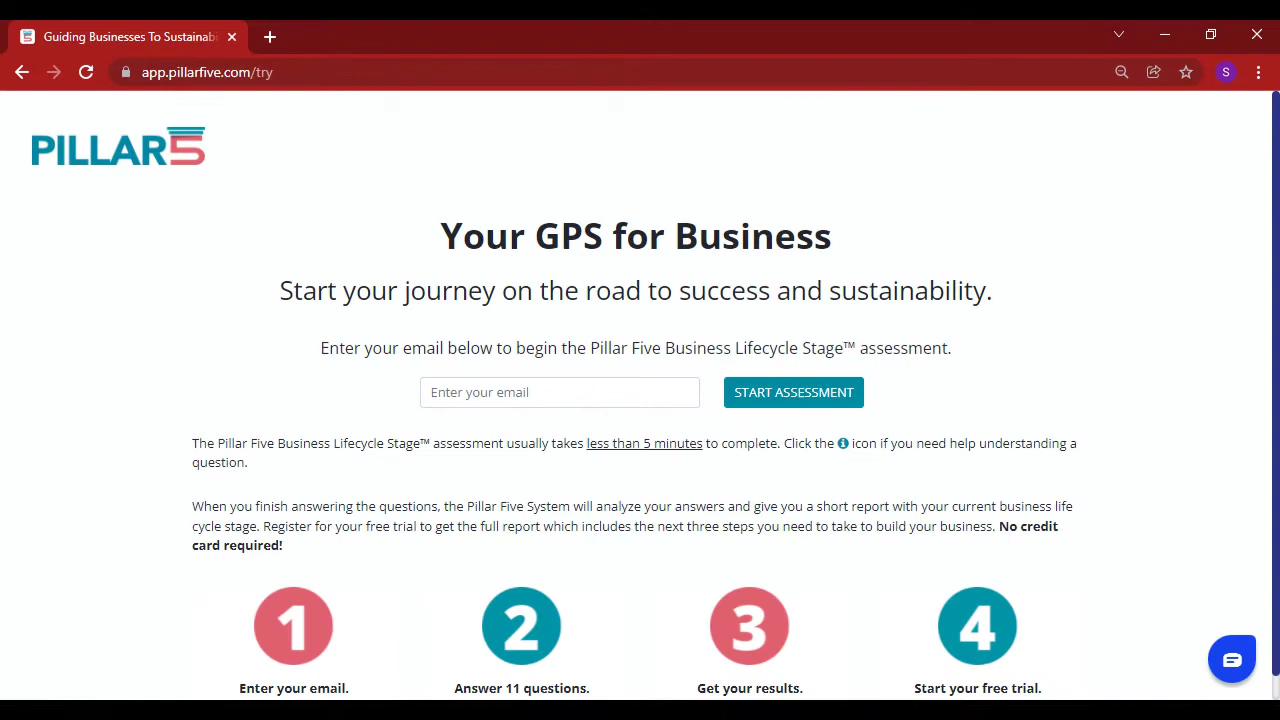 Guiding Businesses To Sustainab
app.pillarfive.com/try
S
PILLAR5
Your GPS for Business
Start your journey on the road to success and sustainability.
Enter your email below to begin the Pillar Five Business Lifecycle Stage™ assessment.
Enter your email
START ASSESSMENT
The Pillar Five Business Lifecycle Stage™ assessment usually takes less than 5 minutes to complete. Click the i icon if you need help understanding a
question.
When you finish answering the questions, the Pillar Five System will analyze your answers and give you a short report with your current business life
cycle stage. Register for your free trial to get the full report which includes the next three steps you need to take to build your business. No credit
card required!
1
2
3
4
Enter your email.
Answer 11 questions.
Get your results.
Start your free trial.